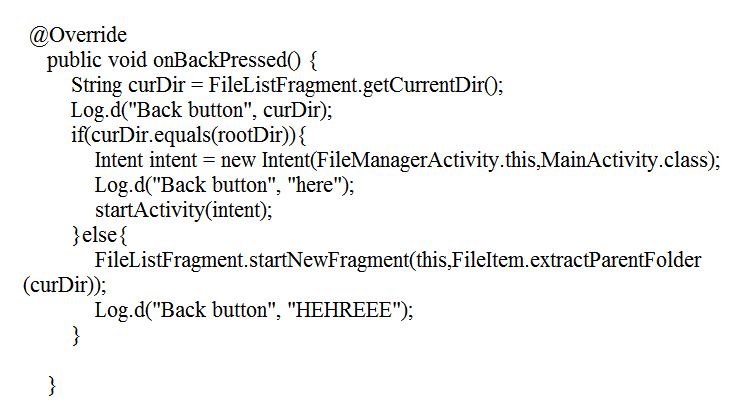 @Override
public void onBackPressed() {
String curDir = FileListFragment.getCurrentDir();
Log.d("Back button", curDir);
if(curDir.equals(rootDir)){
Intent intent = new Intent(FileManagerActivity.this,MainActivity.class);
Log.d("Back button", "here");
startActivity(intent);
}else{
FileListFragment.startNewFragment(this,FileItem.extractParentFolder
(curDir));
Log.d("Back button", "HEHREEE");
}
}